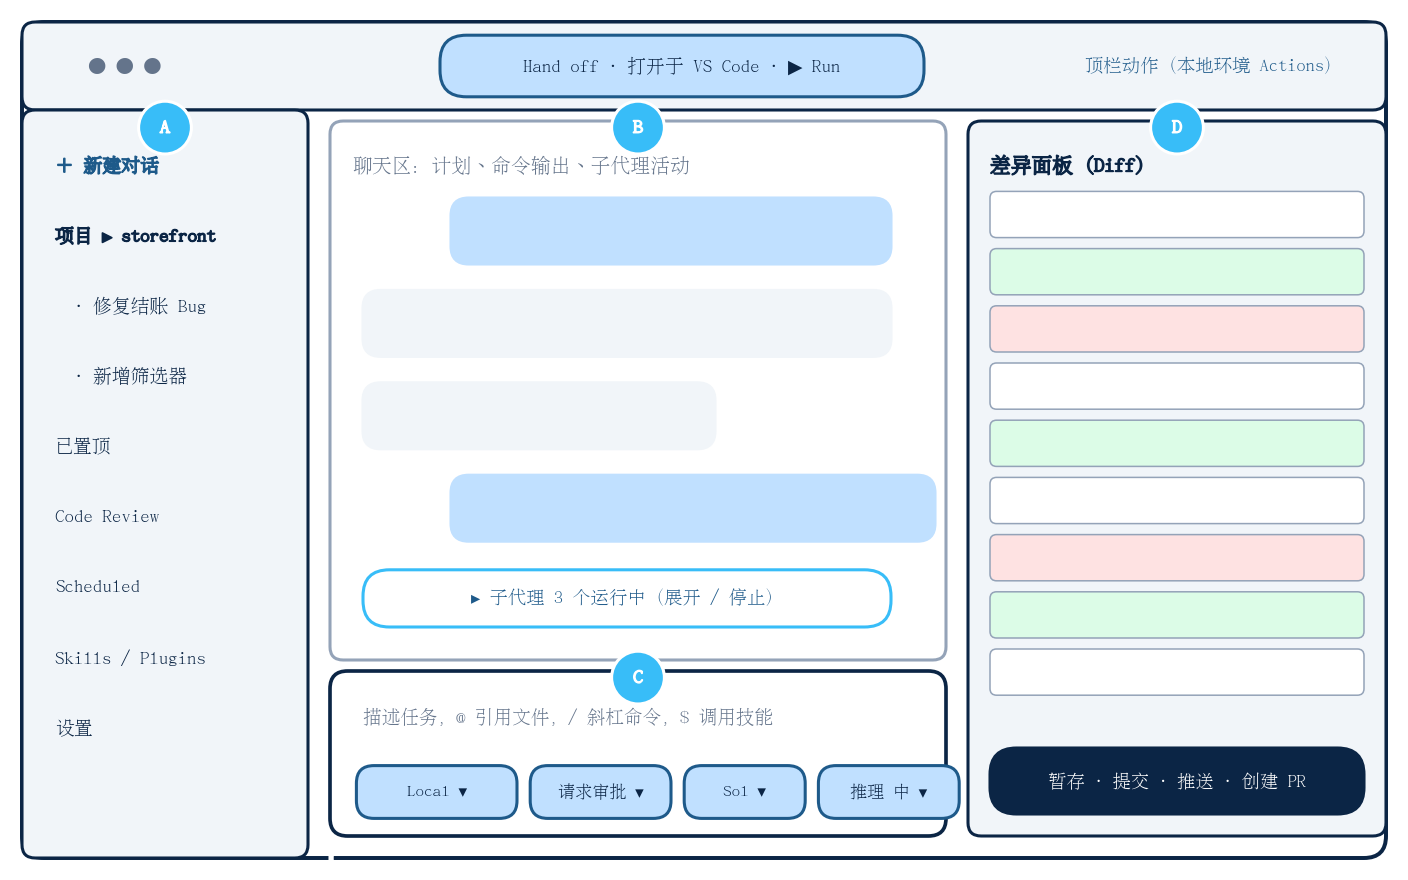 Hand off · 打开于 VS Code · ▶ Run
顶栏动作（本地环境 Actions）
A
＋ 新建对话
项目 ▶ storefront
· 修复结账 Bug
· 新增筛选器
已置顶
Code Review
Scheduled
Skills / Plugins
设置
B
聊天区：计划、命令输出、子代理活动
▶ 子代理 3 个运行中（展开 / 停止）
C
描述任务，@ 引用文件，/ 斜杠命令，$ 调用技能
Local ▼
请求审批 ▼
Sol ▼
推理 中 ▼
D
差异面板（Diff）
暂存 · 提交 · 推送 · 创建 PR